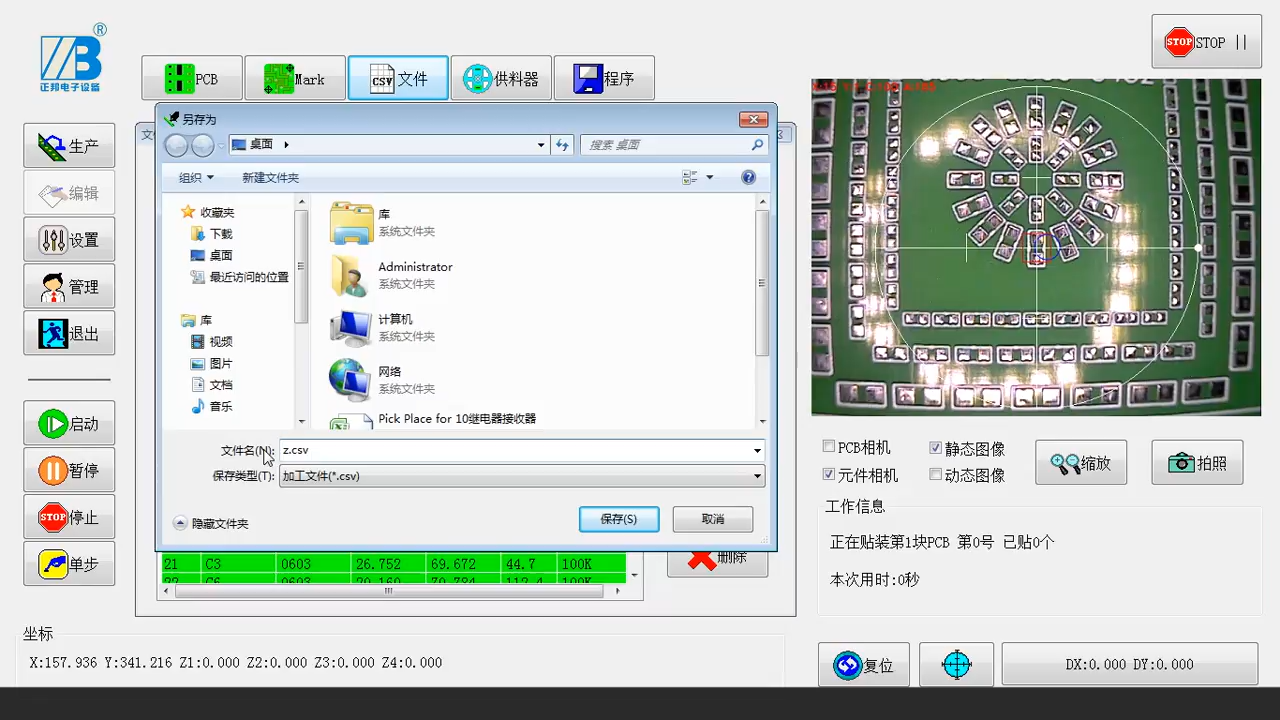 ®
正邦电子设备
PCB
Mark
CSV 文件
供料器
程序
STOP STOP ||
生产
编辑
设置
管理
退出
启动
暂停
STOP 停止
单步
另存为
桌面
搜索 桌面
组织
新建文件夹
收藏夹
下载
桌面
最近访问的位置
库
视频
图片
文档
音乐
库
系统文件夹
Administrator
系统文件夹
计算机
系统文件夹
网络
系统文件夹
Pick Place for 10继电器接收器
文件名(N):
z.csv
保存类型(T):
加工文件(*.csv)
隐藏文件夹
保存(S)
取消
21 C3 0603 26.752 69.672 44.7 100K
删除
PCB相机
静态图像
元件相机
动态图像
缩放
拍照
工作信息
正在贴装第1块PCB 第0号 已贴0个
本次用时:0秒
坐标
X:157.936 Y:341.216 Z1:0.000 Z2:0.000 Z3:0.000 Z4:0.000
复位
DX:0.000 DY:0.000